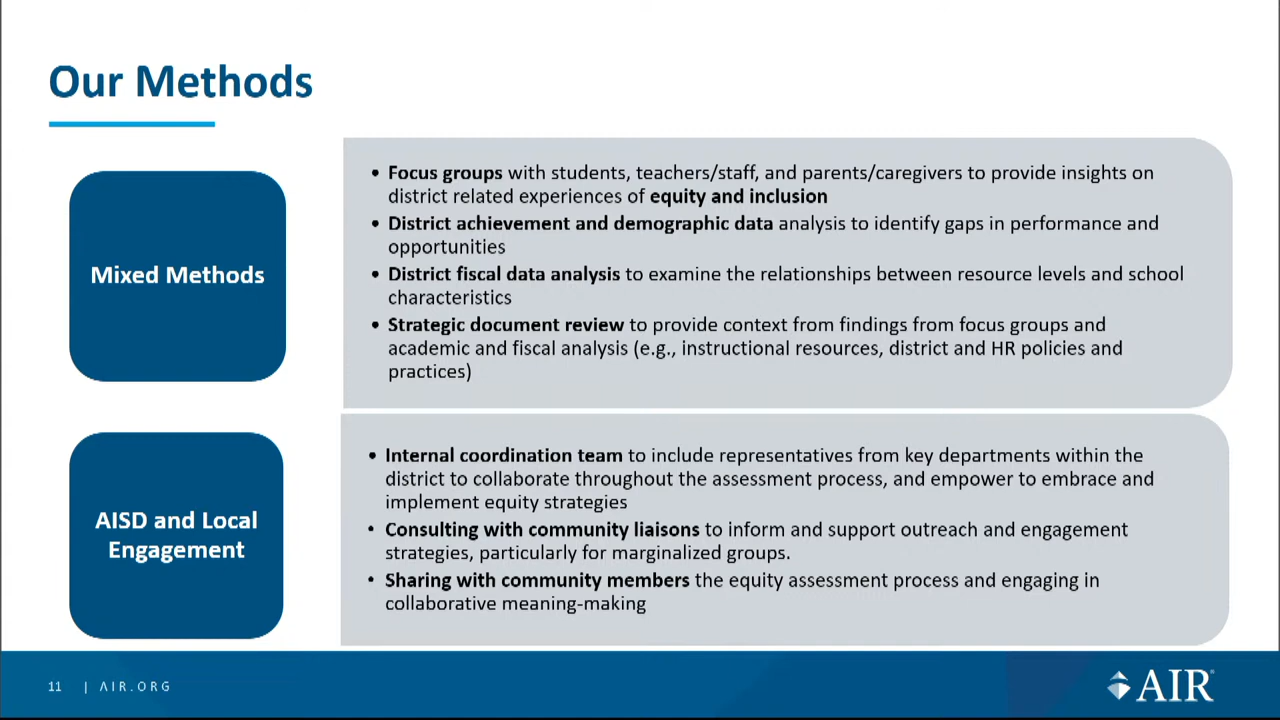 Our Methods
Mixed Methods
• Focus groups with students, teachers/staff, and parents/caregivers to provide insights on
district related experiences of equity and inclusion
• District achievement and demographic data analysis to identify gaps in performance and
opportunities
• District fiscal data analysis to examine the relationships between resource levels and school
characteristics
• Strategic document review to provide context from findings from focus groups and
academic and fiscal analysis (e.g., instructional resources, district and HR policies and
practices)
AISD and Local
Engagement
• Internal coordination team to include representatives from key departments within the
district to collaborate throughout the assessment process, and empower to embrace and
implement equity strategies
• Consulting with community liaisons to inform and support outreach and engagement
strategies, particularly for marginalized groups.
• Sharing with community members the equity assessment process and engaging in
collaborative meaning-making
11 | AIR.ORG
AIR®